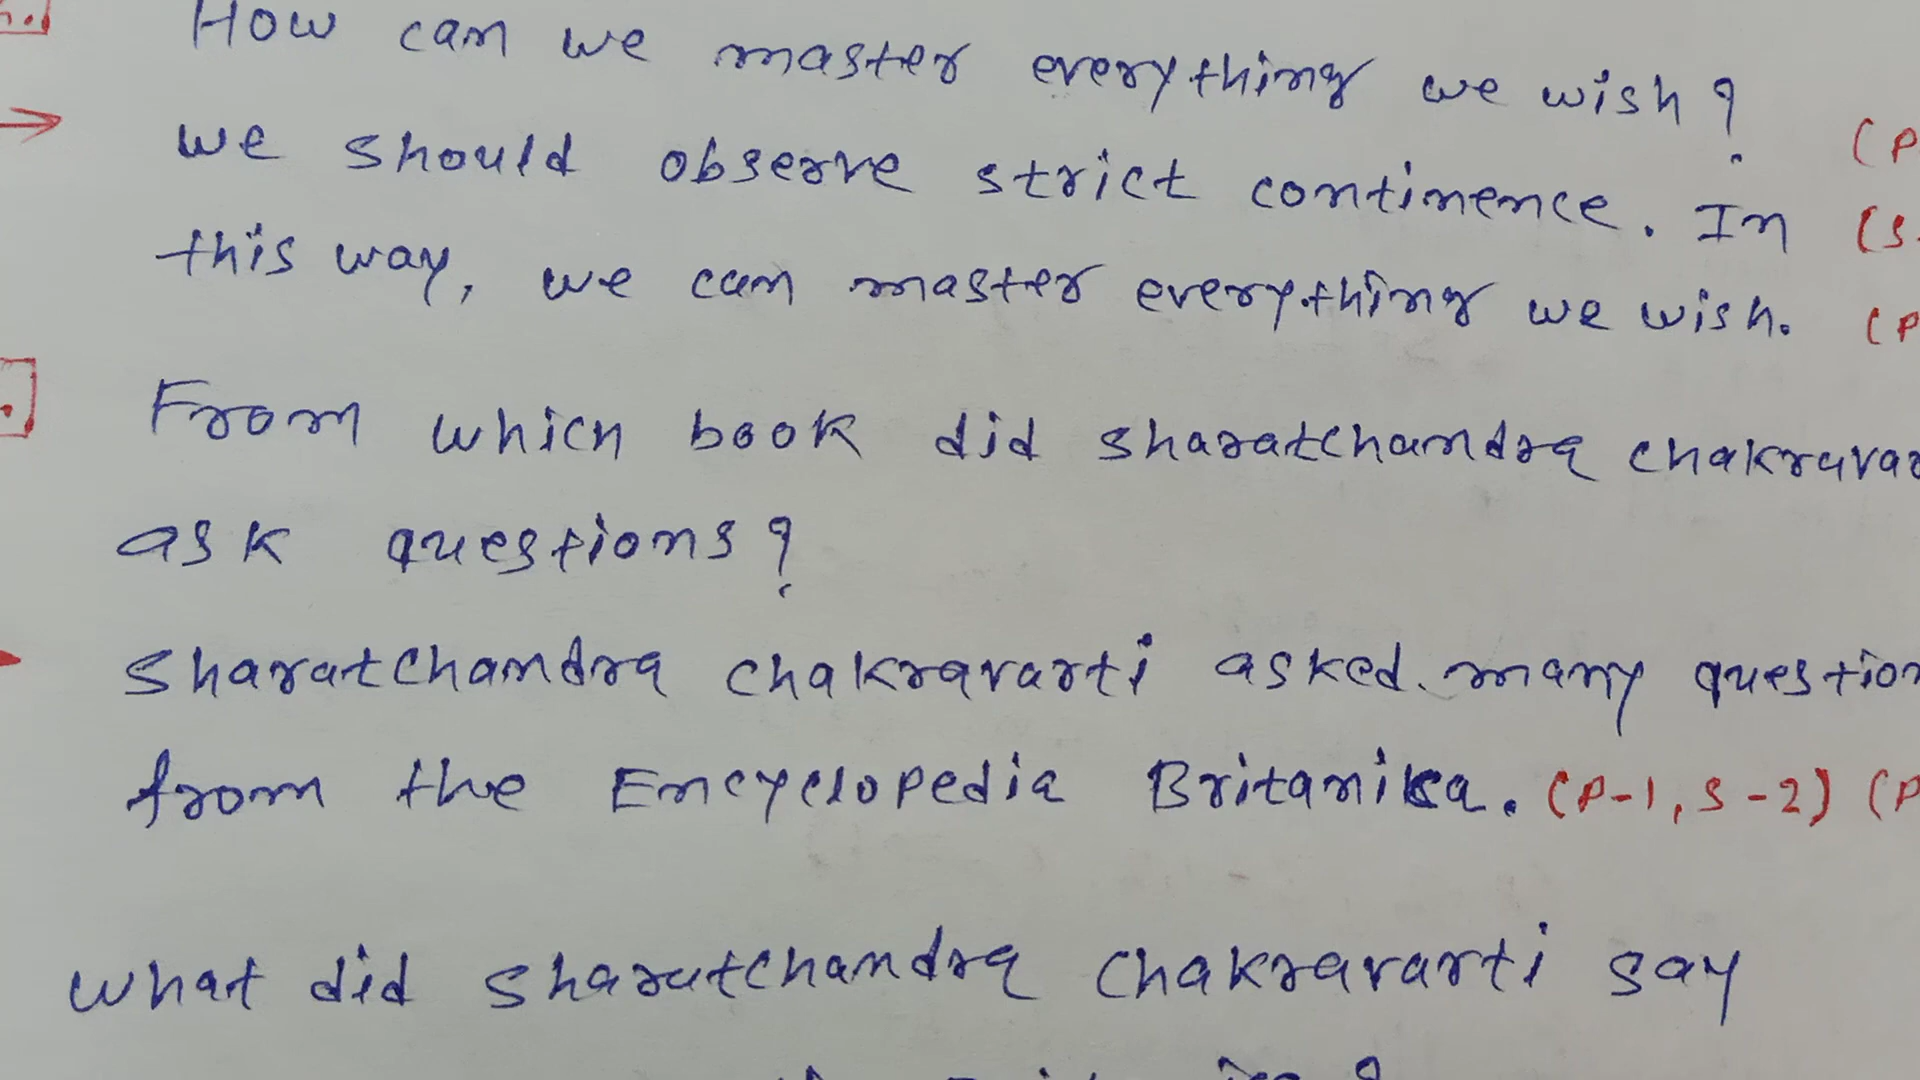 How can we master everything we wish?
we should observe strict continence. In
this way, we can master everything we wish.
From which book did sharatchandra
ask questions?
Sharatchandra chakravarti asked many
from the Encyclopedia Britanika. (P-1, S-2) (P
What did sharatchandra Chakravarti say